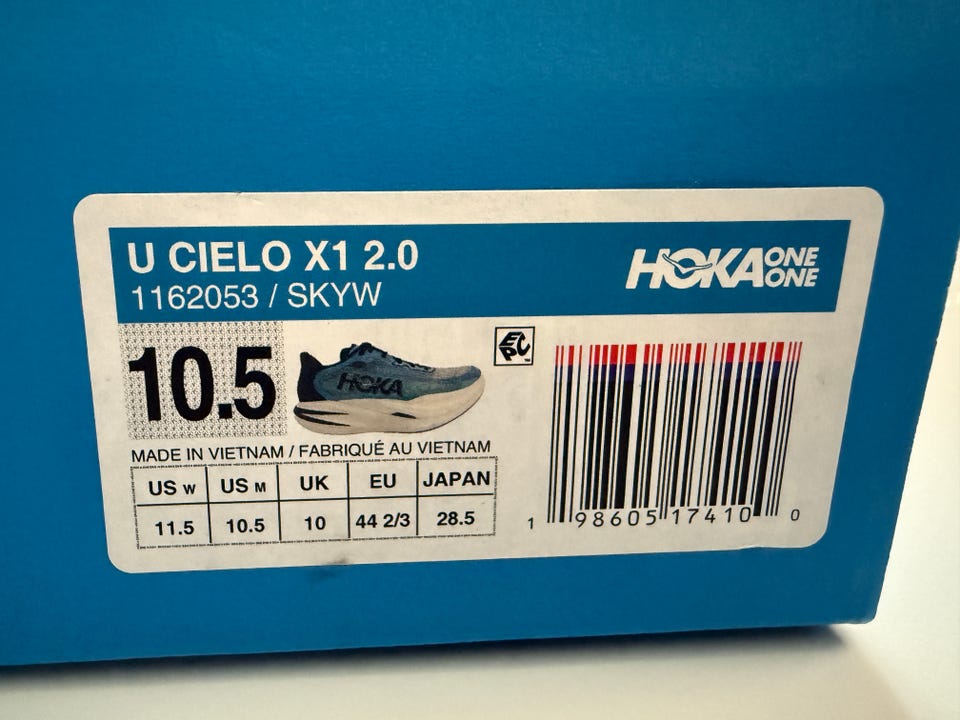 U CIELO X1 2.0
1162053 / SKYW
HOKA ONE ONE
10.5
HOKA
EPC
MADE IN VIETNAM / FABRIQUÉ AU VIETNAM
US W US M UK EU JAPAN
11.5 10.5 10 44 2/3 28.5
1 98605 17410 0